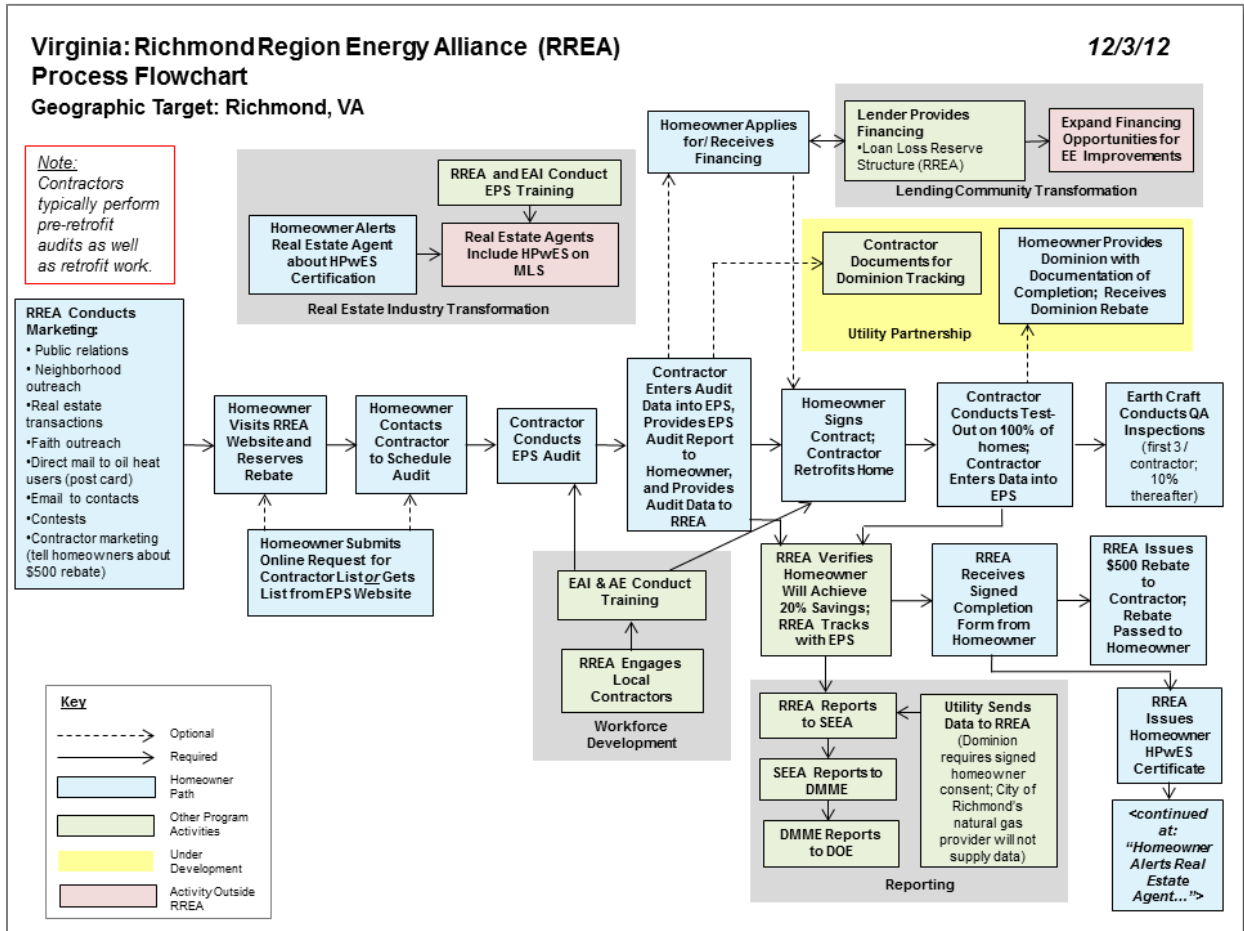 Virginia: Richmond Region Energy Alliance (RREA)
Process Flowchart
Geographic Target: Richmond, VA
12/3/12
Note:
Contractors
typically perform
pre-retrofit
audits as well
as retrofit work.
RREA and EAI Conduct
EPS Training
Homeowner Alerts
Real Estate Agent
about HPwES
Certification
Real Estate Agents
Include HPwES on
MLS
Real Estate Industry Transformation
Homeowner Applies
for/ Receives
Financing
Lender Provides
Financing
•Loan Loss Reserve
Structure (RREA)
Expand Financing
Opportunities for
EE Improvements
Lending Community Transformation
Contractor
Documents for
Dominion Tracking
Homeowner Provides
Dominion with
Documentation of
Completion; Receives
Dominion Rebate
Utility Partnership
RREA Conducts
Marketing:
• Public relations
• Neighborhood
outreach
•Real estate
transactions
•Faith outreach
•Direct mail to oil heat
users (post card)
•Email to contacts
•Contests
•Contractor marketing
(tell homeowners about
$500 rebate)
Homeowner
Visits RREA
Website and
Reserves
Rebate
Homeowner
Contacts
Contractor
to Schedule
Audit
Homeowner Submits
Online Request for
Contractor List or Gets
List from EPS Website
Contractor
Conducts
EPS Audit
Contractor
Enters Audit
Data into EPS,
Provides EPS
Audit Report
to Homeowner,
and Provides
Audit Data to
RREA
Homeowner
Signs
Contract;
Contractor
Retrofits Home
Contractor
Conducts Test-
Out on 100% of
homes;
Contractor
Enters Data into
EPS
Earth Craft
Conducts QA
Inspections
(first 3 /
contractor;
10%
thereafter)
EAI & AE Conduct
Training
RREA Engages
Local
Contractors
Workforce
Development
RREA Verifies
Homeowner
Will Achieve
20% Savings;
RREA Tracks
with EPS
RREA
Receives
Signed
Completion
Form from
Homeowner
RREA Issues
$500 Rebate
to
Contractor;
Rebate
Passed to
Homeowner
RREA Reports
to SEEA
SEEA Reports to
DMME
DMME Reports
to DOE
Utility Sends
Data to RREA
(Dominion
requires signed
homeowner
consent; City of
Richmond's
natural gas
provider will not
supply data)
Reporting
RREA
Issues
Homeowner
HPwES
Certificate
<continued
at:
“Homeowner
Alerts Real
Estate
Agent...”>
Key
Optional
Required
Homeowner
Path
Other Program
Activities
Under
Development
Activity Outside
RREA